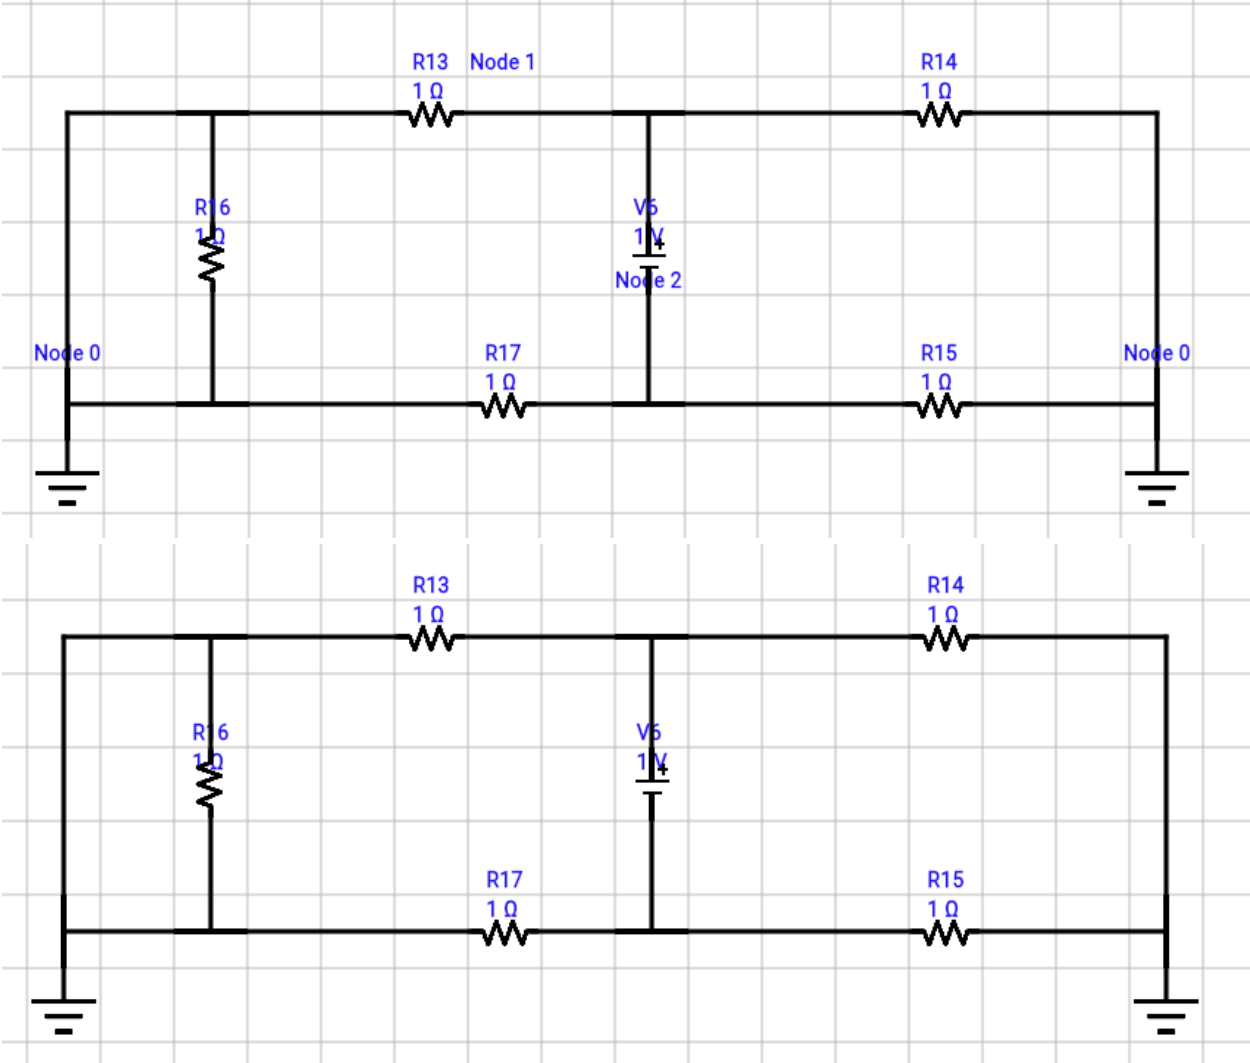 R13 Node 1 R14
1 Ω 1 Ω
R16 V6
1 Ω 1 V
+
Node 2
Node 0 R17 R15 Node 0
1 Ω 1 Ω
R13 R14
1 Ω 1 Ω
R16 V6
1 Ω 1 V
+
R17 R15
1 Ω 1 Ω